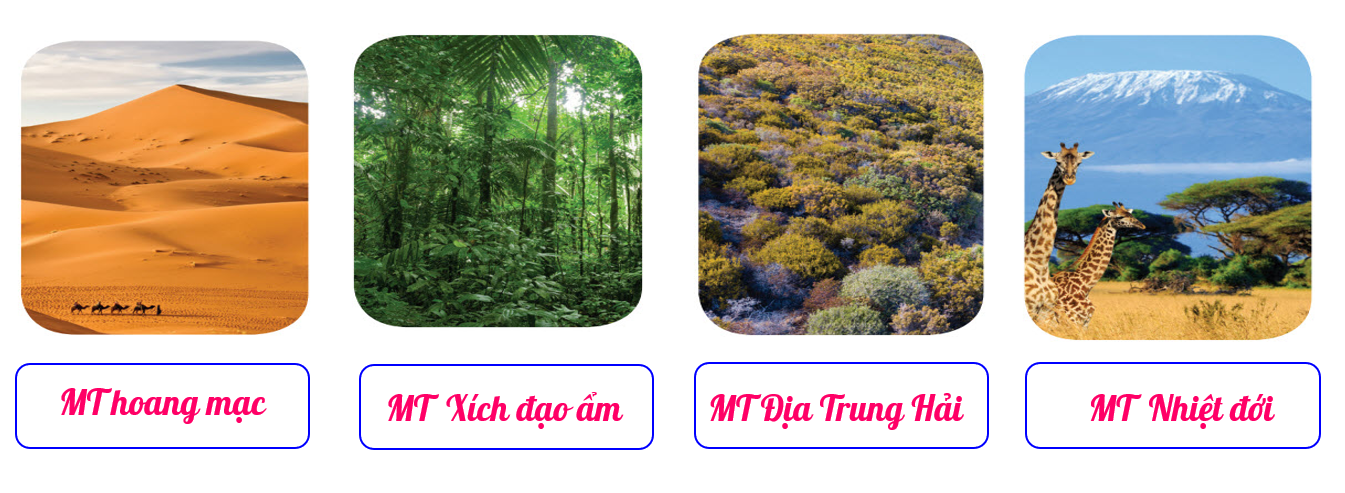 MT hoang mạc
MT Xích đạo ẩm
MT Địa Trung Hải
MT Nhiệt đới